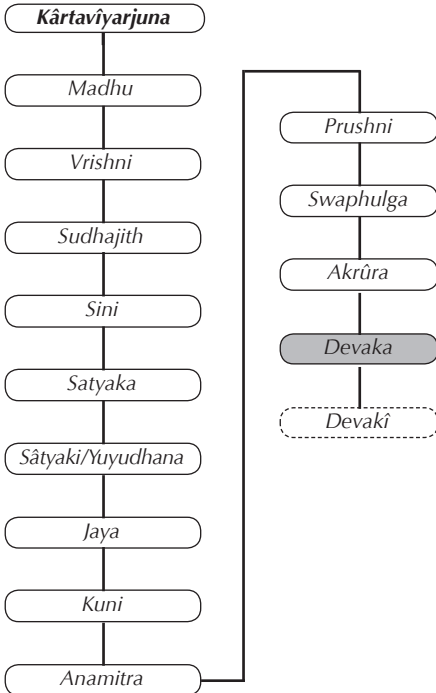 Kârtavîyarjuna
Madhu
Vrishni
Sudhajith
Sini
Satyaka
Sâtyaki/Yuyudhana
Jaya
Kuni
Anamitra
Prushni
Swaphulga
Akrûra
Devaka
Devakî